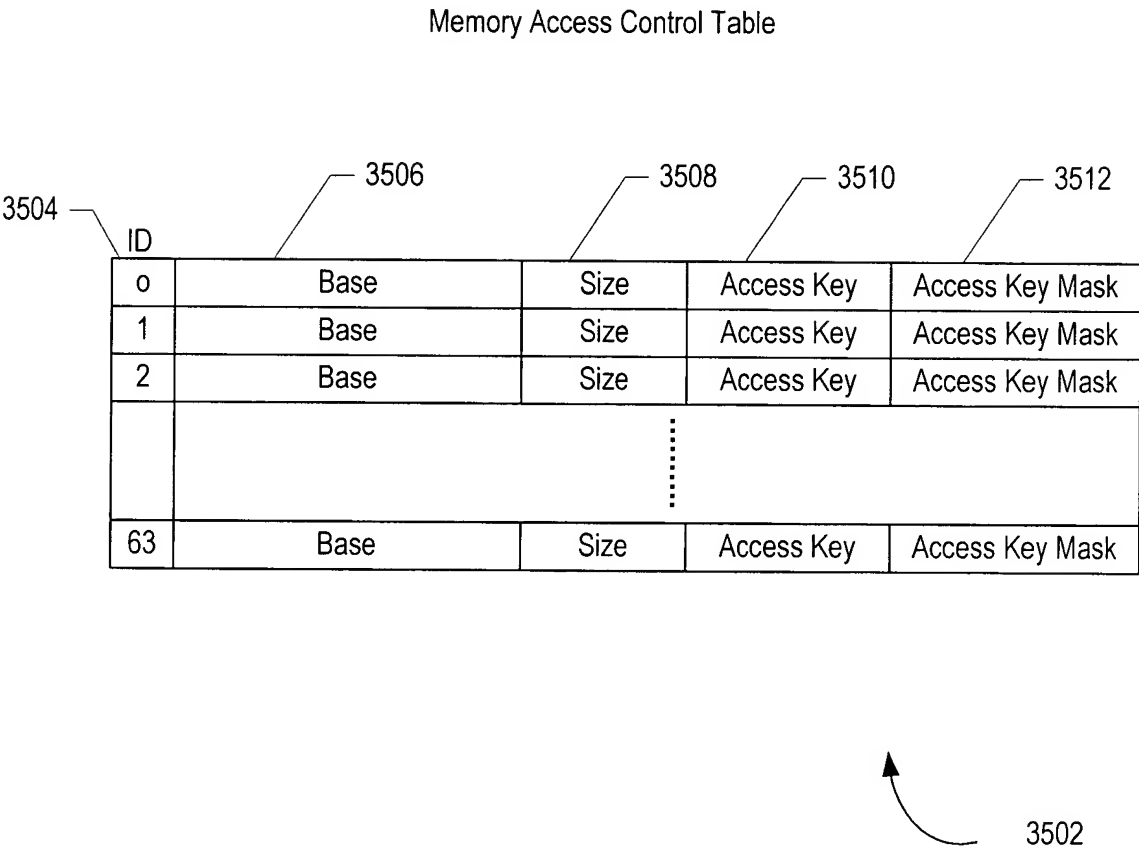 Memory Access Control Table
3506 3508 3510 3512
3504
ID
o Base Size Access Key Access Key Mask
1 Base Size Access Key Access Key Mask
2 Base Size Access Key Access Key Mask
63 Base Size Access Key Access Key Mask
3502